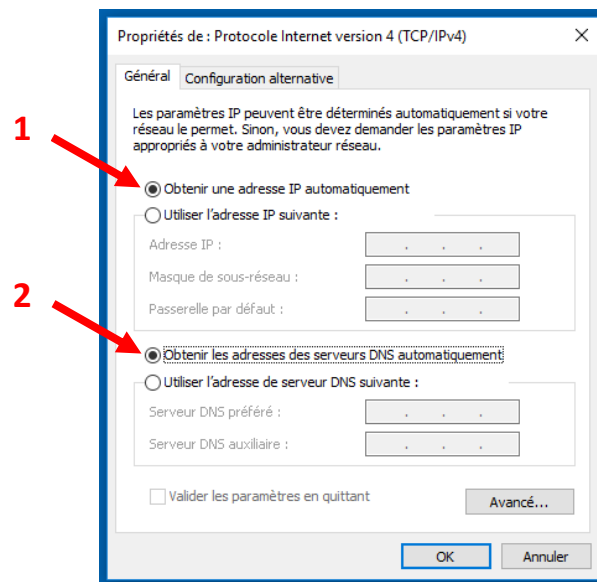 Propriétés de : Protocole Internet version 4 (TCP/IPv4)
Général
Configuration alternative
Les paramètres IP peuvent être déterminés automatiquement si votre
réseau le permet. Sinon, vous devez demander les paramètres IP
appropriés à votre administrateur réseau.
1
Obtenir une adresse IP automatiquement
Utiliser l'adresse IP suivante :
Adresse IP :
Masque de sous-réseau :
Passerelle par défaut :
2
Obtenir les adresses des serveurs DNS automatiquement
Utiliser l'adresse de serveur DNS suivante :
Serveur DNS préféré :
Serveur DNS auxiliaire :
Valider les paramètres en quittant
Avancé...
OK
Annuler